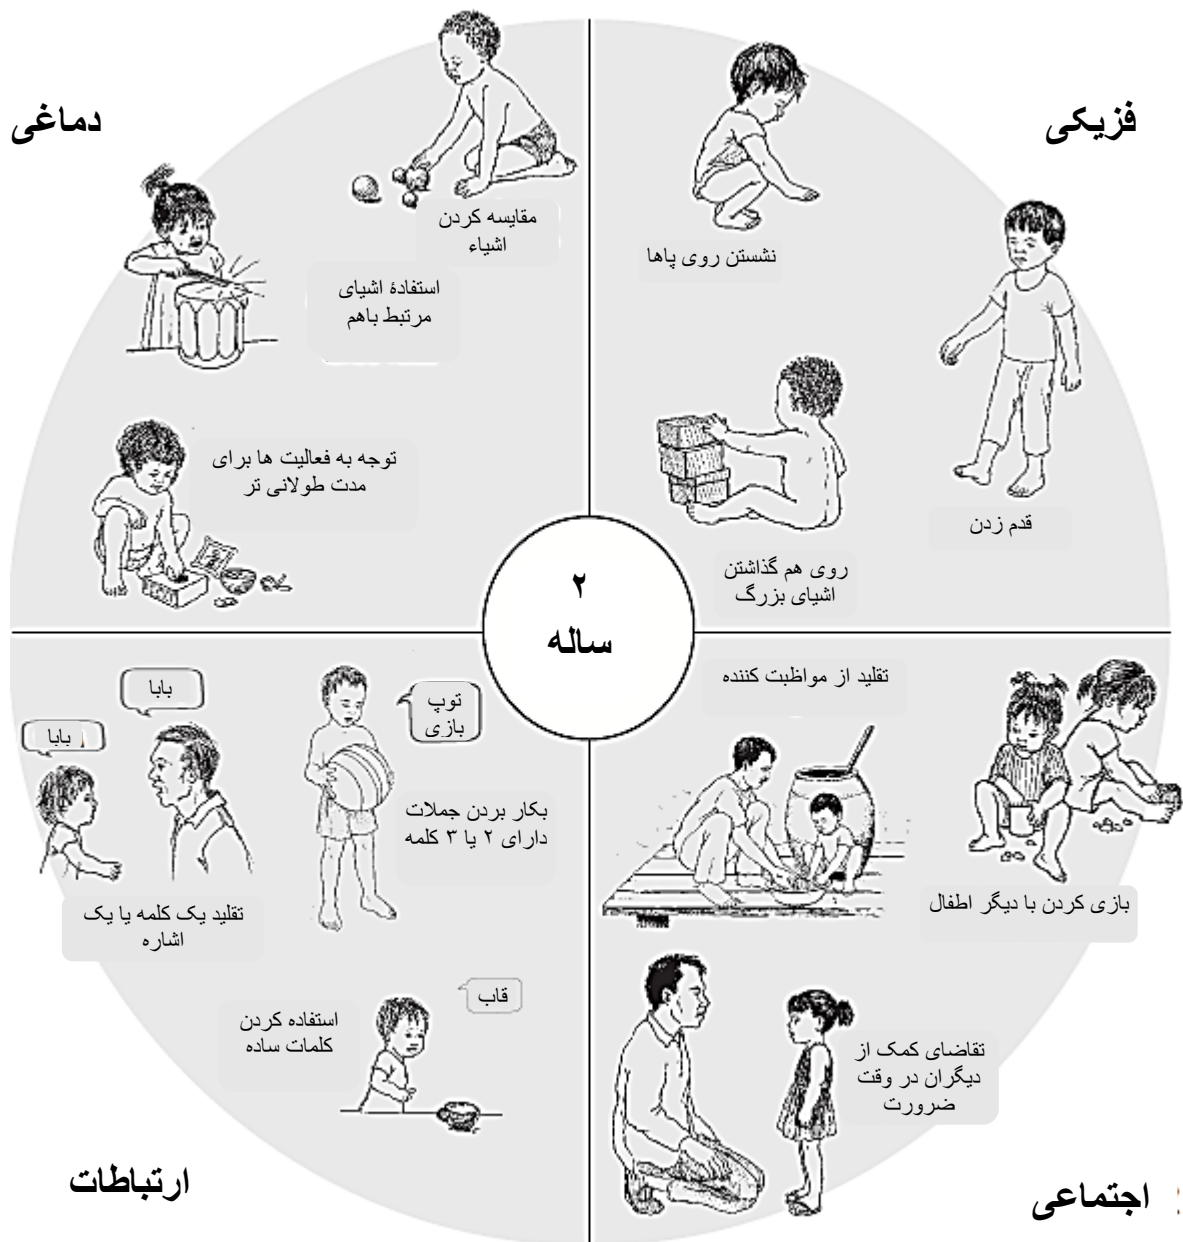 فزیکی
نشستن روی پاها
قدم زدن
روی هم گذاشتن
اشیای بزرگ
دماغی
مقایسه کردن
اشیاء
استفادۀ اشیای
مرتبط باهم
توجه به فعالیت ها برای
مدت طولانی تر
۲
ساله
تقلید از مواظبت کننده
بازی کردن با دیگر اطفال
تقاضای کمک از
دیگران در وقت
ضرورت
اجتماعی
توپ
بازی
بکار بردن جملات
دارای ۲ یا ۳ کلمه
بابا
بابا
تقلید یک کلمه یا یک
اشاره
قاب
استفاده کردن
کلمات ساده
ارتباطات